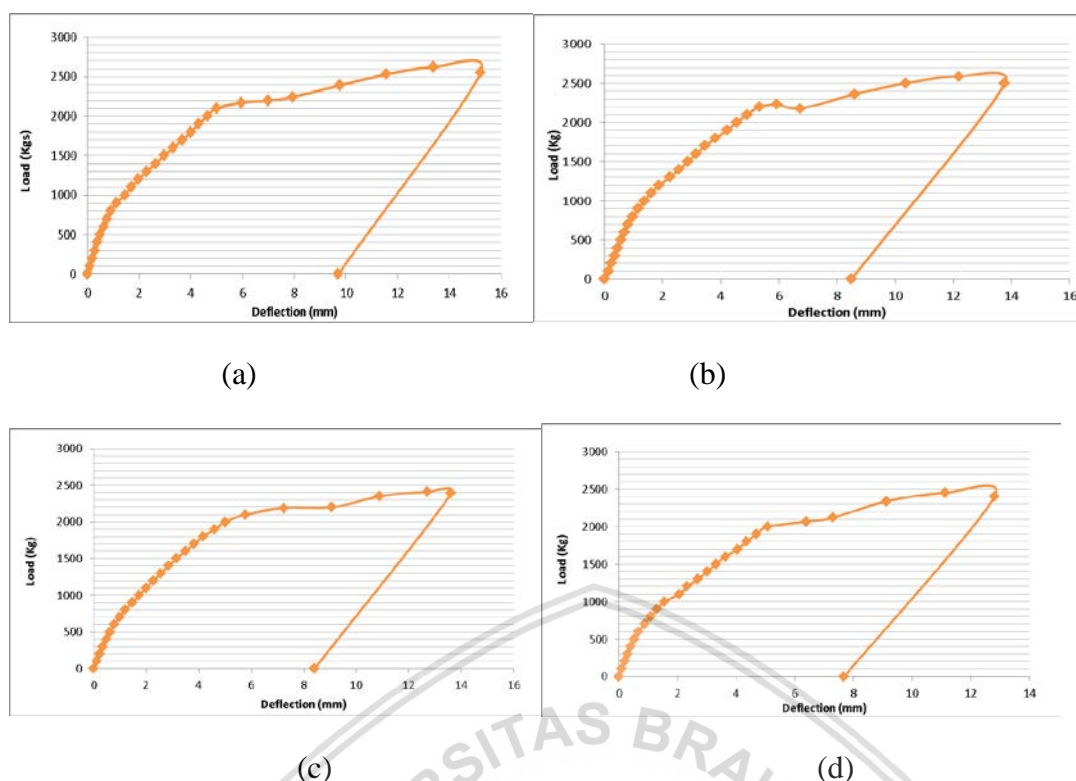 3000 3000
2500 2500
2000 2000
1500 1500
1000 1000
500 500
0 0
0 2 4 6 8 10 12 14 16 0 2 4 6 8 10 12 14 16
Load (Kgs) Load (Kg)
Deflection (mm) Deflection (mm)
(a) (b)
3000 3000
2500 2500
2000 2000
1500 1500
1000 1000
500 500
0 0
0 2 4 6 8 10 12 14 16 0 2 4 6 8 10 12 14
Load (Kg) Load (Kg)
Deflection (mm) Deflection (mm)
(c) (d)
RSITAS BRA